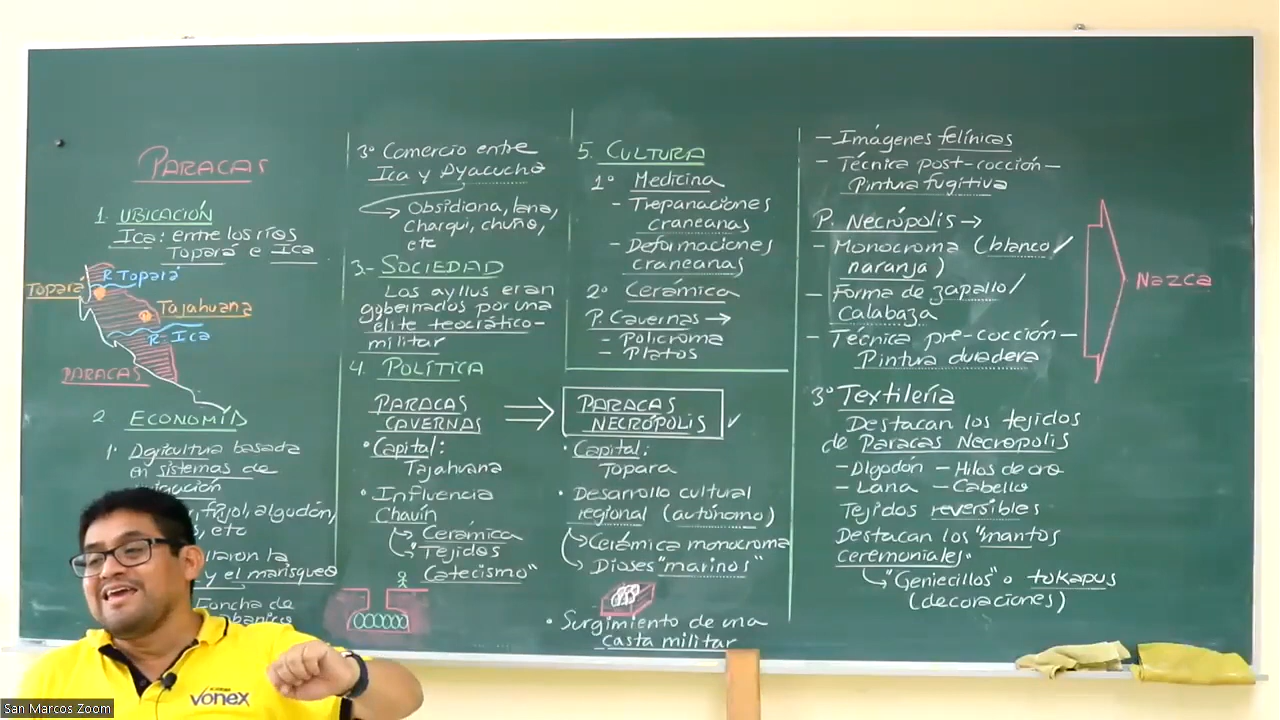 PARACAS
1. UBICACIÓN
Ica: entre los ríos
Topará e Ica
R Topará
Topará
Tajahuana
R-Ica
PARACAS
2 ECONOMÍA
1° Agricultura basada
en sistemas de
frijol, algodón,
etc
y el marisqueo
Concha de
3° Comercio entre
Ica y Ayacucho
Obsidiana, lana,
charqui, chuño,
etc
3.- SOCIEDAD
Los ayllus eran
gobernados por una
élite teocrático-
militar
4. POLÍTICA
PARACAS
CAVERNAS
• Capital:
Tajahuana
• Influencia
Chavín
Cerámica
Tejidos
Catecismo"
PARACAS
NECRÓPOLIS
• Capital:
Topara
• Desarrollo cultural
regional (autónomo)
Cerámica monocroma
Dioses "marinos"
• Surgimiento de una
casta militar
5. CULTURA
1° Medicina
- Trepanaciones
craneanas
- Deformaciones
craneanas
2° Cerámica
P. Cavernas →
- Policroma
- Platos
- Imágenes felínicas
- Técnica post-cocción-
Pintura fugitiva
P. Necrópolis →
- Monocroma (blanco/
naranja)
- Forma de zapallo/
calabaza
- Técnica pre-cocción-
Pintura duradera
3° Textilería
Destacan los tejidos
de Paracas Necropolis
- Algodón - Hilos de oro
- Lana - Cabello
Tejidos reversibles
Destacan los "mantos
ceremoniales"
"Geniecillos" o tokapus
(decoraciones)
Nazca
vonex
San Marcos Zoom